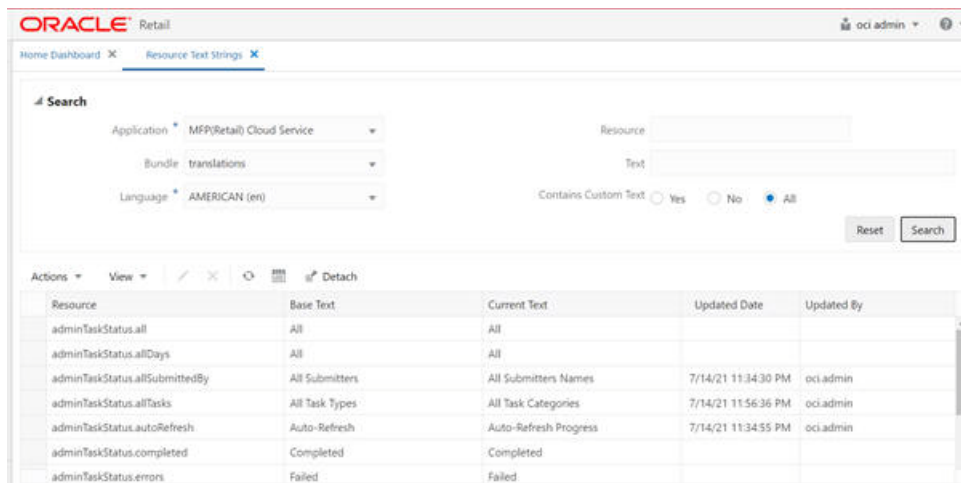 ORACLE Retail oci admin
Home Dashboard Resource Text Strings
Search
Application * MFP(Retail) Cloud Service Resource
Bundle translations Text
Language * AMERICAN (en) Contains Custom Text Yes No All
Reset Search
Actions View Detach
Resource Base Text Current Text Updated Date Updated By
adminTaskStatus.all All All
adminTaskStatus.allDays All All
adminTaskStatus.allSubmittedBy All Submitters All Submitters Names 7/14/21 11:34:30 PM oci.admin
adminTaskStatus.allTasks All Task Types All Task Categories 7/14/21 11:56:36 PM oci.admin
adminTaskStatus.autoRefresh Auto-Refresh Auto-Refresh Progress 7/14/21 11:34:55 PM oci.admin
adminTaskStatus.completed Completed Completed
adminTaskStatus.errors Failed Failed